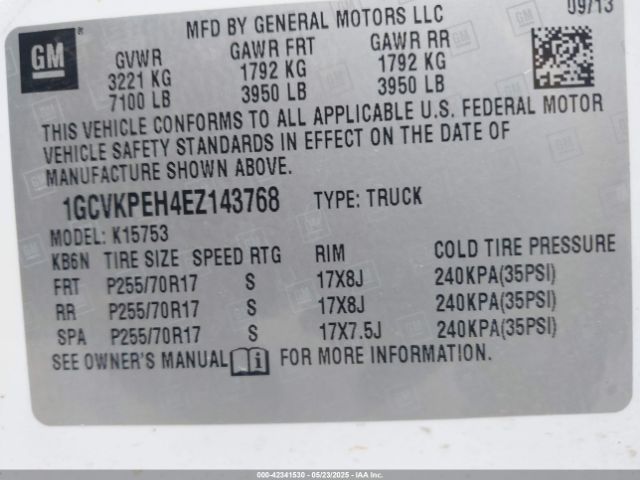 GM
MFD BY GENERAL MOTORS LLC
09/13
GVWR GAWR FRT GAWR RR
3221 KG 1792 KG 1792 KG
7100 LB 3950 LB 3950 LB
THIS VEHICLE CONFORMS TO ALL APPLICABLE U.S. FEDERAL MOTOR
VEHICLE SAFETY STANDARDS IN EFFECT ON THE DATE OF
MANUFACTURE SHOWN ABOVE.
1GCVKPEH4EZ143768 TYPE: TRUCK
MODEL: K15753
KB6N TIRE SIZE SPEED RTG RIM COLD TIRE PRESSURE
FRT P255/70R17 S 17X8J 240KPA(35PSI)
RR P255/70R17 S 17X8J 240KPA(35PSI)
SPA P255/70R17 S 17X7.5J 240KPA(35PSI)
SEE OWNER'S MANUAL FOR MORE INFORMATION.
000-42341530 - 05/23/2025 - IAA Inc.